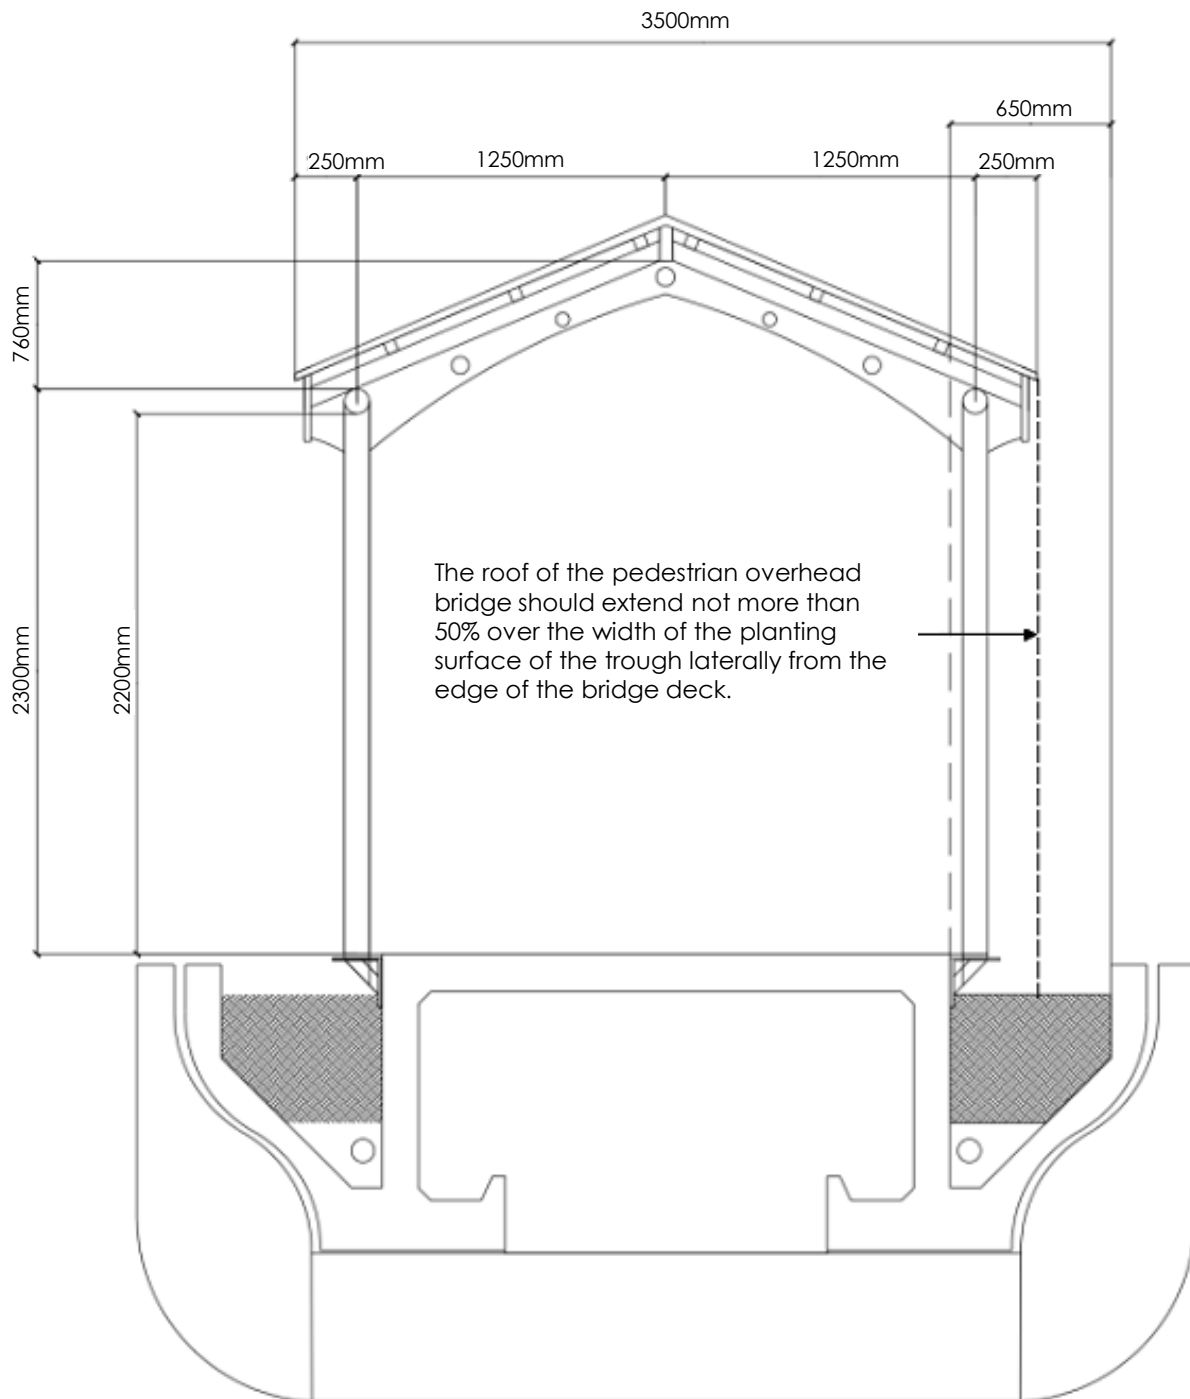 3500mm
650mm
250mm
1250mm
1250mm
250mm
760mm
2300mm
2200mm
The roof of the pedestrian overhead
bridge should extend not more than
50% over the width of the planting
surface of the trough laterally from the
edge of the bridge deck.